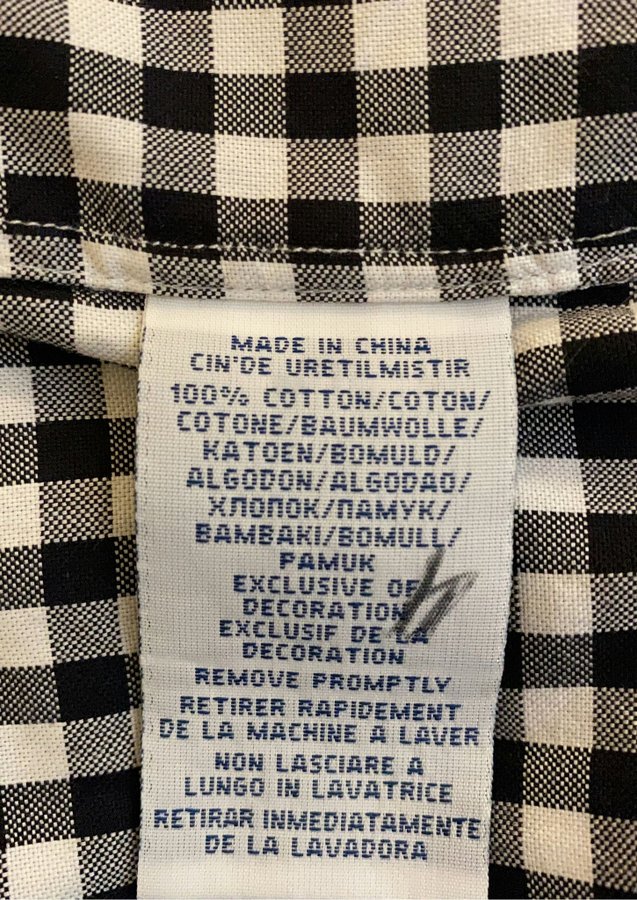 MADE IN CHINA
CIN'DE URETILMISTIR
100% COTTON/COTON/
COTONE/BAUMWOLLE/
KATOEN/BOMULD/
ALGODON/ALGODAO/
ХЛОПОК/ПАМУК/
BAMBAKI/BOMULL/
PAMUK
EXCLUSIVE OF
DECORATION
EXCLUSIF DE LA
DECORATION
REMOVE PROMPTLY
RETIRER RAPIDEMENT
DE LA MACHINE A LAVER
NON LASCIARE A
LUNGO IN LAVATRICE
RETIRAR INMEDIATAMENTE
DE LA LAVADORA